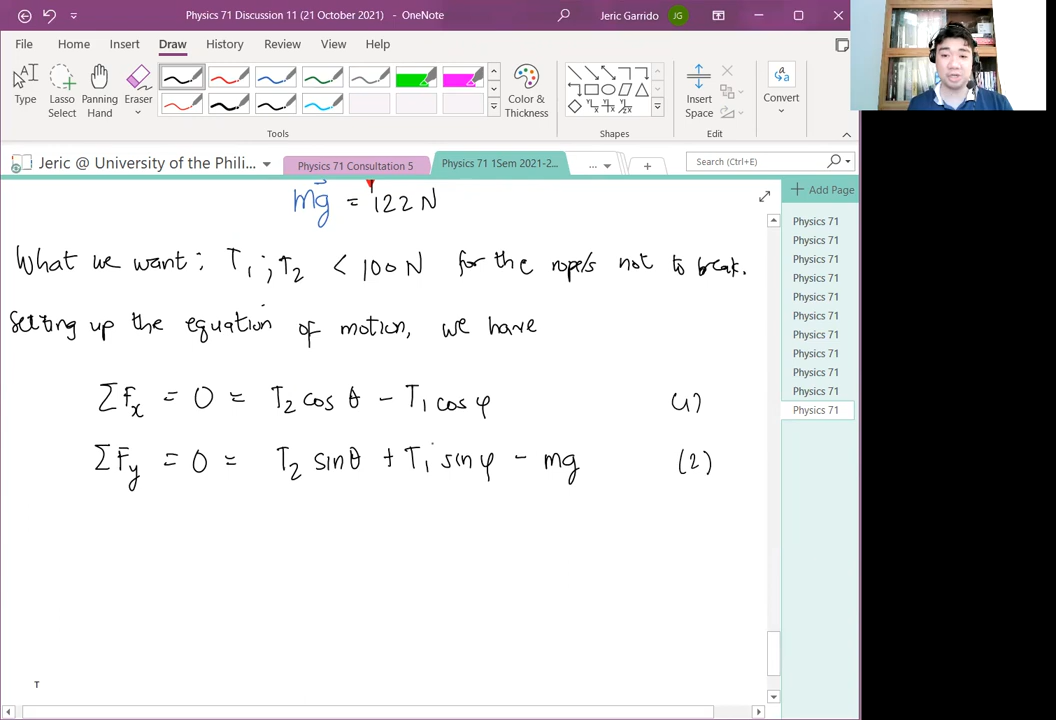 Physics 71 Discussion 11 (21 October 2021) - OneNote
Jeric Garrido
JG
File Home Insert Draw History Review View Help
Type
Lasso Select
Panning Hand
Eraser
Color & Thickness
Insert Space
Convert
Tools
Shapes
Edit
Jeric @ University of the Phili...
Physics 71 Consultation 5
Physics 71 1Sem 2021-2...
...
Search (Ctrl+E)
Add Page
Physics 71
Physics 71
Physics 71
Physics 71
Physics 71
Physics 71
Physics 71
Physics 71
Physics 71
Physics 71
Physics 71
mg⃗ = 122 N
What we want: T₁; T₂ < 100 N for the rope/s not to break.
Setting up the equation of motion, we have
ΣFₓ = 0 = T₂ cos θ - T₁ cos φ (1)
ΣF_y = 0 = T₂ sin θ + T₁ sin φ - mg (2)
T